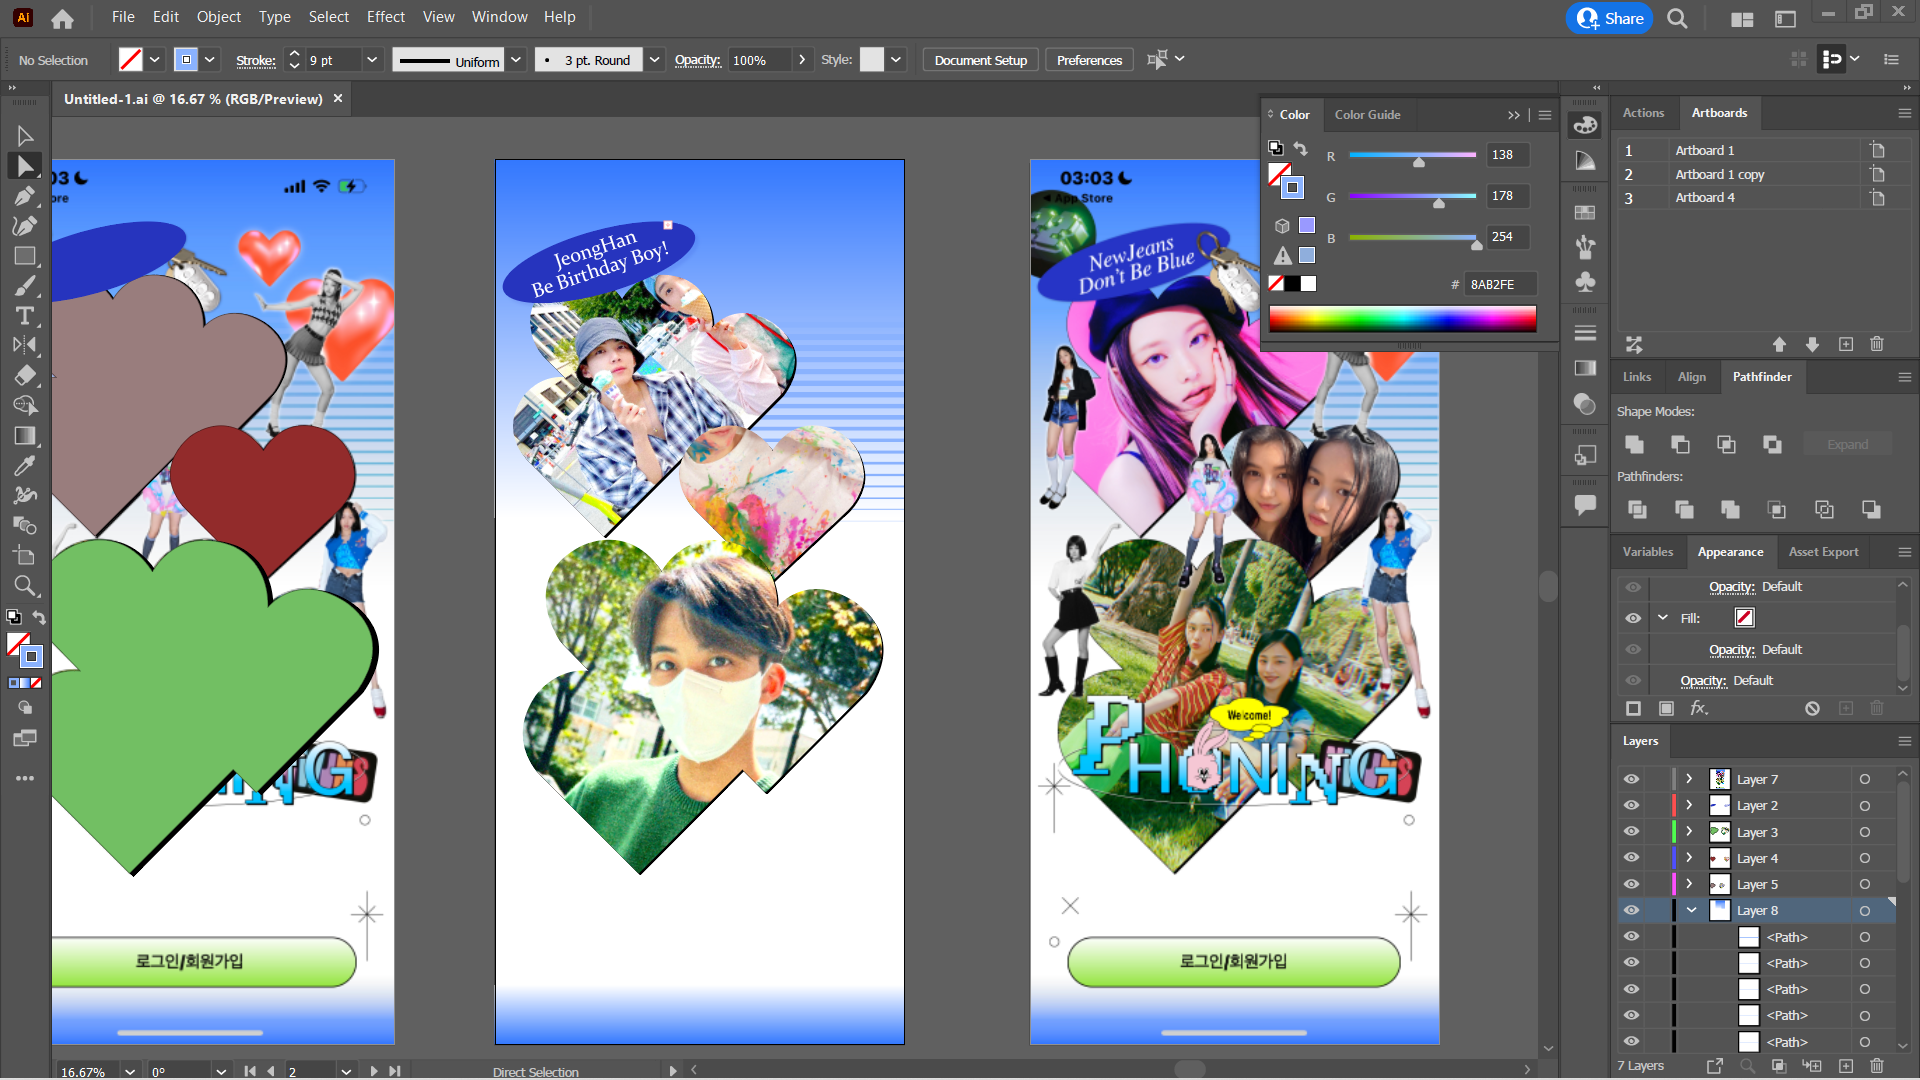 File Edit Object Type Select Effect View Window Help
Share
No Selection
Stroke: 9 pt
Uniform
3 pt. Round
Opacity: 100%
Style:
Document Setup
Preferences
Untitled-1.ai @ 16.67 % (RGB/Preview)
Color
Color Guide
R 138
G 178
B 254
# 8AB2FE
Actions
Artboards
1 Artboard 1
2 Artboard 1 copy
3 Artboard 4
Links
Align
Pathfinder
Shape Modes:
Expand
Pathfinders:
Variables
Appearance
Asset Export
Opacity: Default
Fill:
Opacity: Default
Opacity: Default
fx.
Layers
Layer 7
Layer 2
Layer 3
Layer 4
Layer 5
Layer 8
<Path>
<Path>
<Path>
<Path>
<Path>
7 Layers
03
ore
로그인/회원가입
JeongHan
Be Birthday Boy!
03:03
App Store
NewJeans
Don't Be Blue
Welcome!
PHONING
로그인/회원가입
16.67%
0°
2
Direct Selection